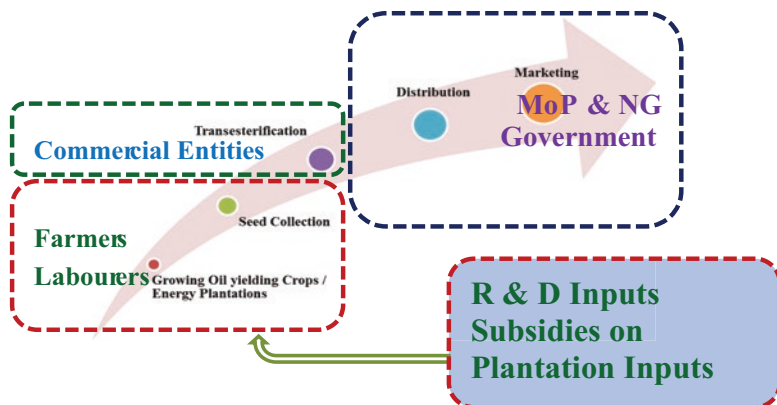 Marketing
Distribution
MoP & NG
Government
Transesterification
Commercial Entities
Seed Collection
Farmers
Labourers
Growing Oil yielding Crops /
Energy Plantations
R & D Inputs
Subsidies on
Plantation Inputs